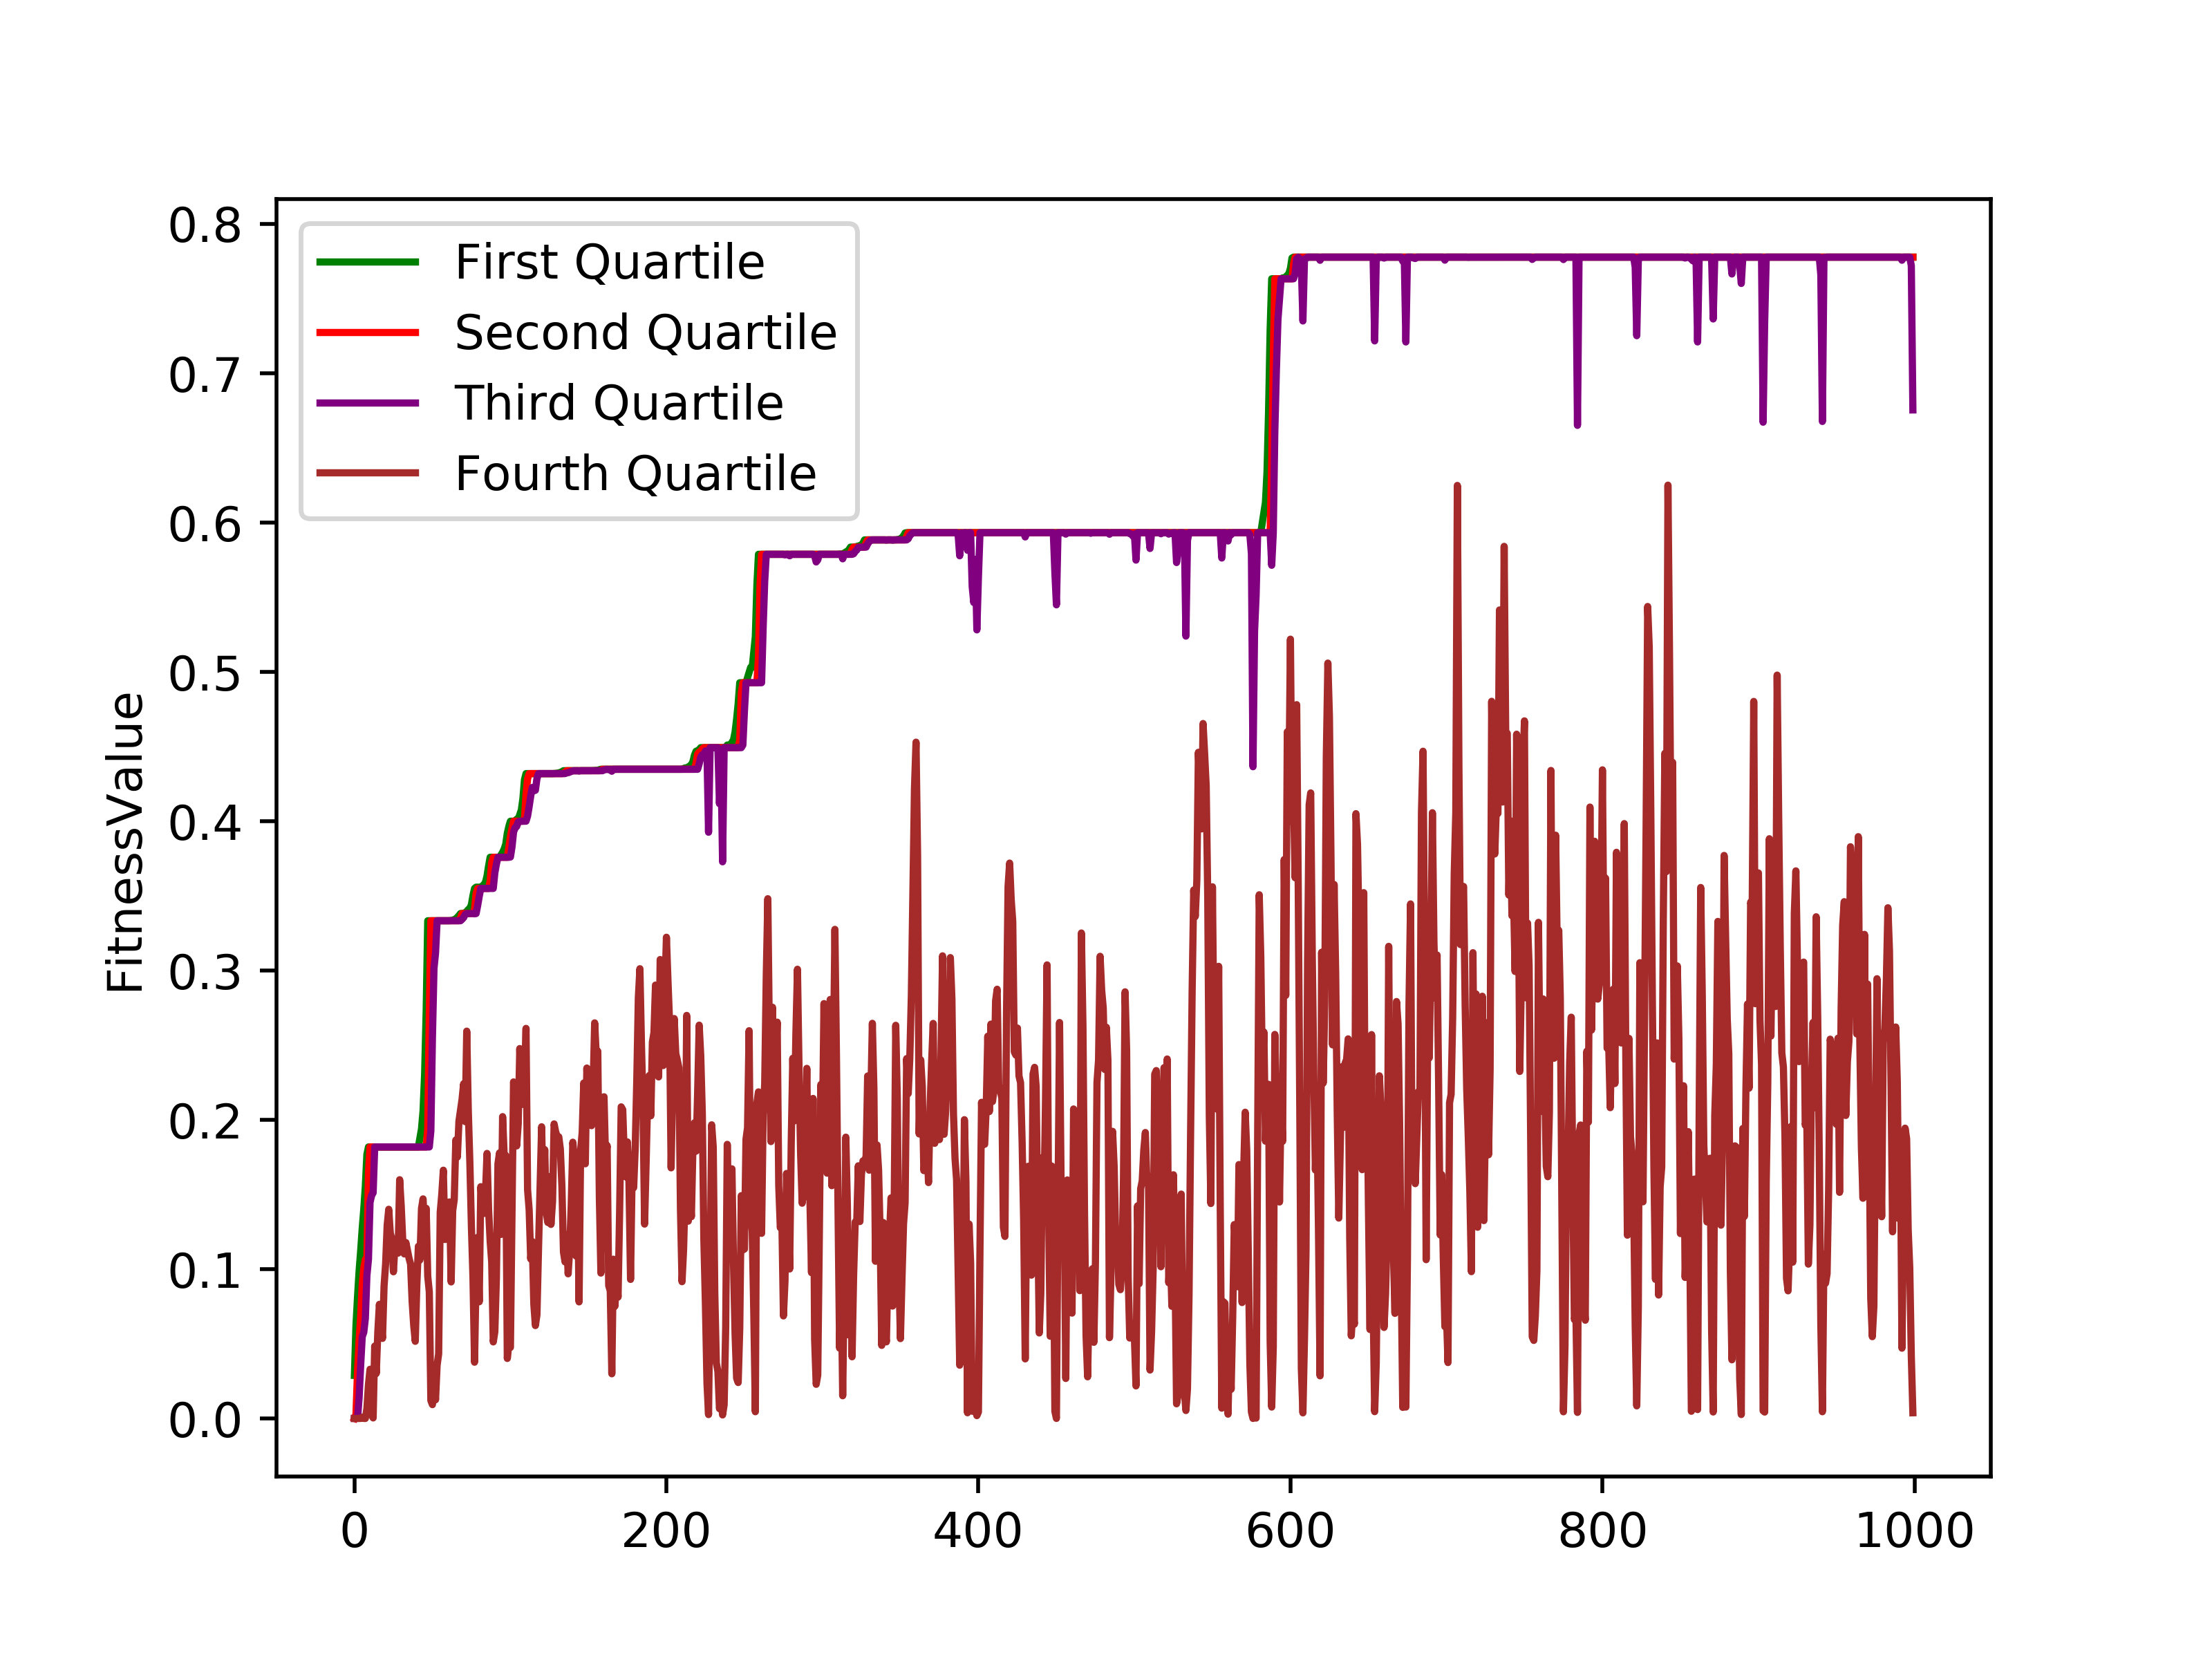 First Quartile
Second Quartile
Third Quartile
Fourth Quartile
FitnessValue
0.8
0.7
0.6
0.5
0.4
0.3
0.2
0.1
0.0
0 200 400 600 800 1000